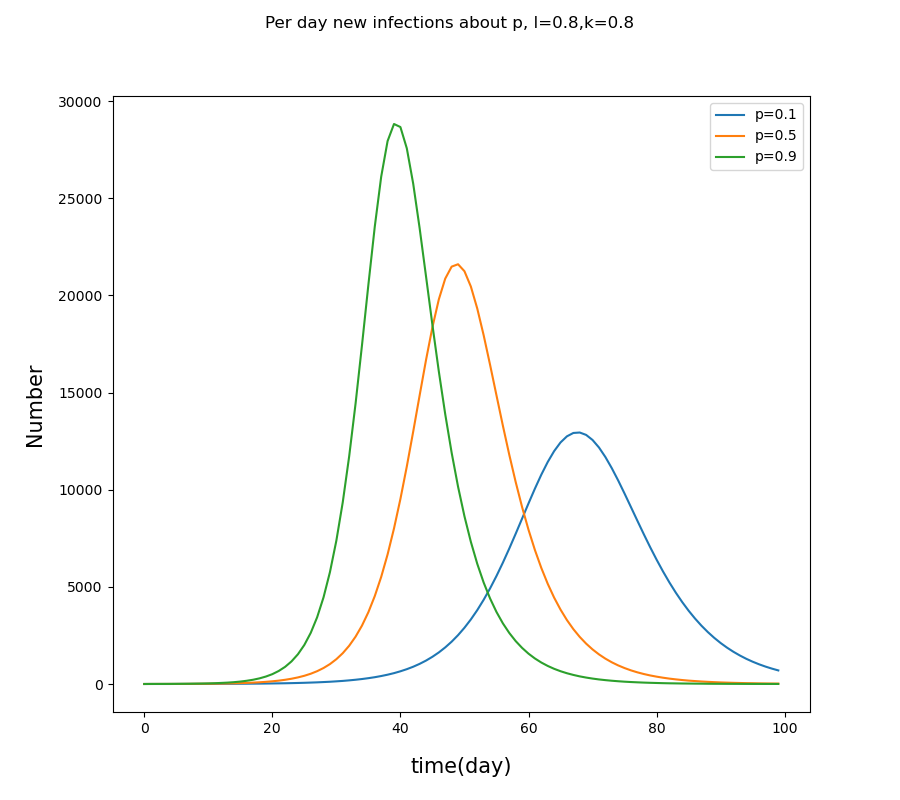 Per day new infections about p, l=0.8,k=0.8
30000
25000
20000
15000
10000
5000
0
Number
p=0.1
p=0.5
p=0.9
0 20 40 60 80 100
time(day)